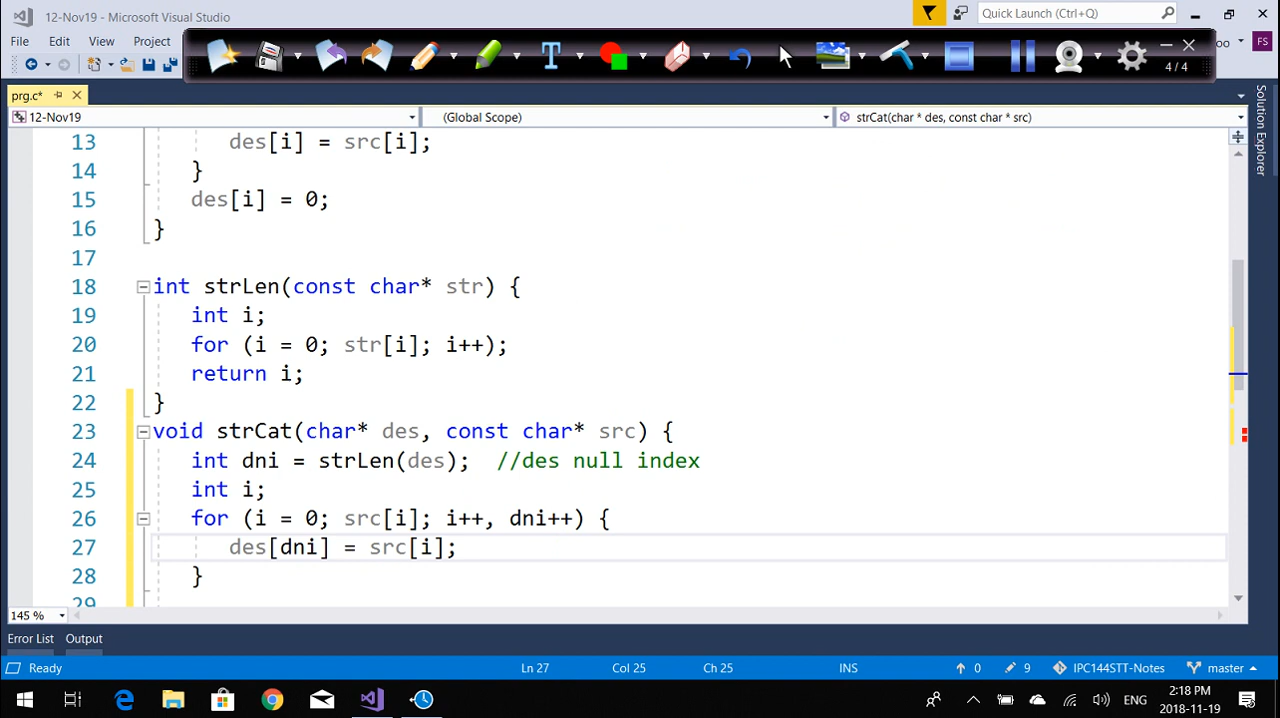 12-Nov19 - Microsoft Visual Studio
Quick Launch (Ctrl+Q)
File Edit View Project
FS
4 / 4
prg.c*
12-Nov19 (Global Scope) strCat(char * des, const char * src)
Solution Explorer
13 des[i] = src[i];
14 }
15 des[i] = 0;
16 }
17
18 int strLen(const char* str) {
19 int i;
20 for (i = 0; str[i]; i++);
21 return i;
22 }
23 void strCat(char* des, const char* src) {
24 int dni = strLen(des); //des null index
25 int i;
26 for (i = 0; src[i]; i++, dni++) {
27 des[dni] = src[i];
28 }
29
145 %
Error List Output
Ready Ln 27 Col 25 Ch 25 INS 0 9 IPC144STT-Notes master
ENG 2:18 PM
2018-11-19